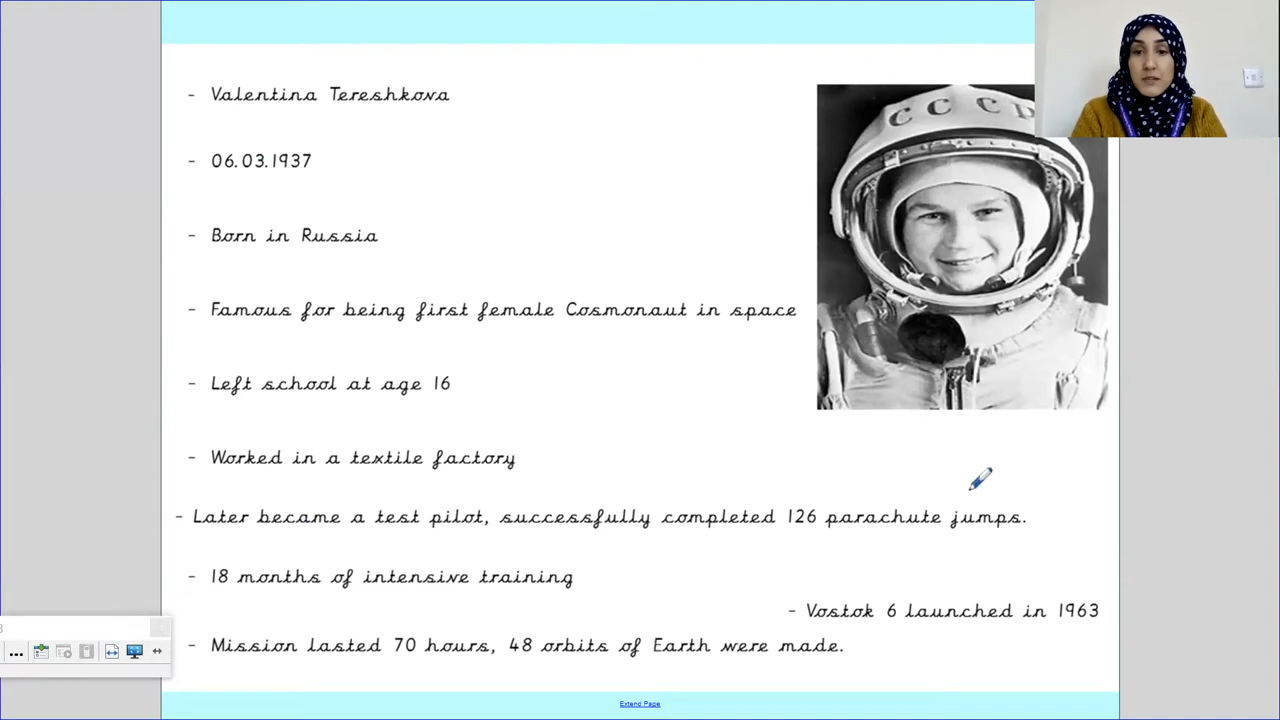 - Valentina Tereshkova
CCCP
- 06.03.1937
- Born in Russia
- Famous for being first female Cosmonaut in space
- Left school at age 16
- Worked in a textile factory
- Later became a test pilot, successfully completed 126 parachute jumps.
- 18 months of intensive training
- Vostok 6 launched in 1963
- Mission lasted 70 hours, 48 orbits of Earth were made.
Extend Page